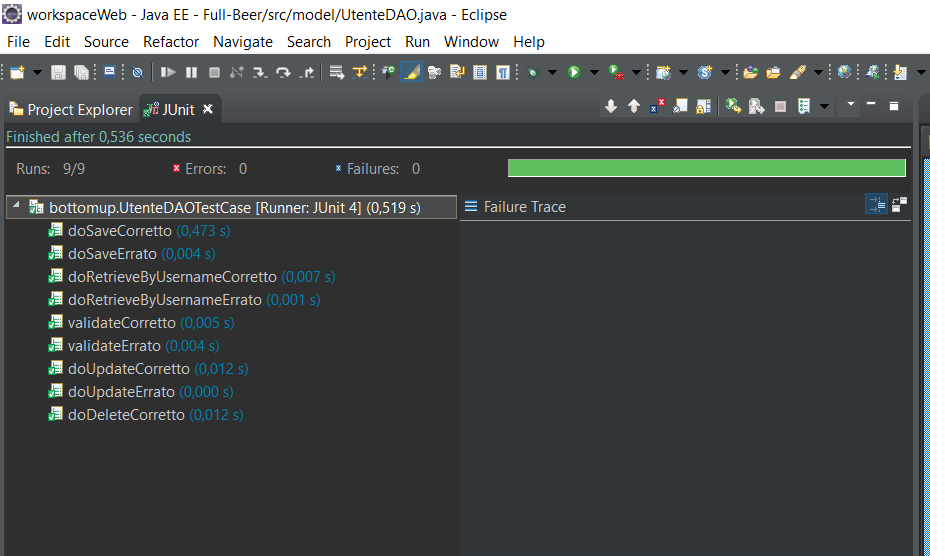 workspaceWeb - Java EE - Full-Beer/src/model/UtenteDAO.java - Eclipse
File Edit Source Refactor Navigate Search Project Run Window Help
Project Explorer JUnit
Finished after 0,536 seconds
Runs: 9/9 Errors: 0 Failures: 0
bottomup.UtenteDAOTestCase [Runner: JUnit 4] (0,519 s)
Failure Trace
doSaveCorretto (0,473 s)
doSaveErrato (0,004 s)
doRetrieveByUsernameCorretto (0,007 s)
doRetrieveByUsernameErrato (0,001 s)
validateCorretto (0,005 s)
validateErrato (0,004 s)
doUpdateCorretto (0,012 s)
doUpdateErrato (0,000 s)
doDeleteCorretto (0,012 s)